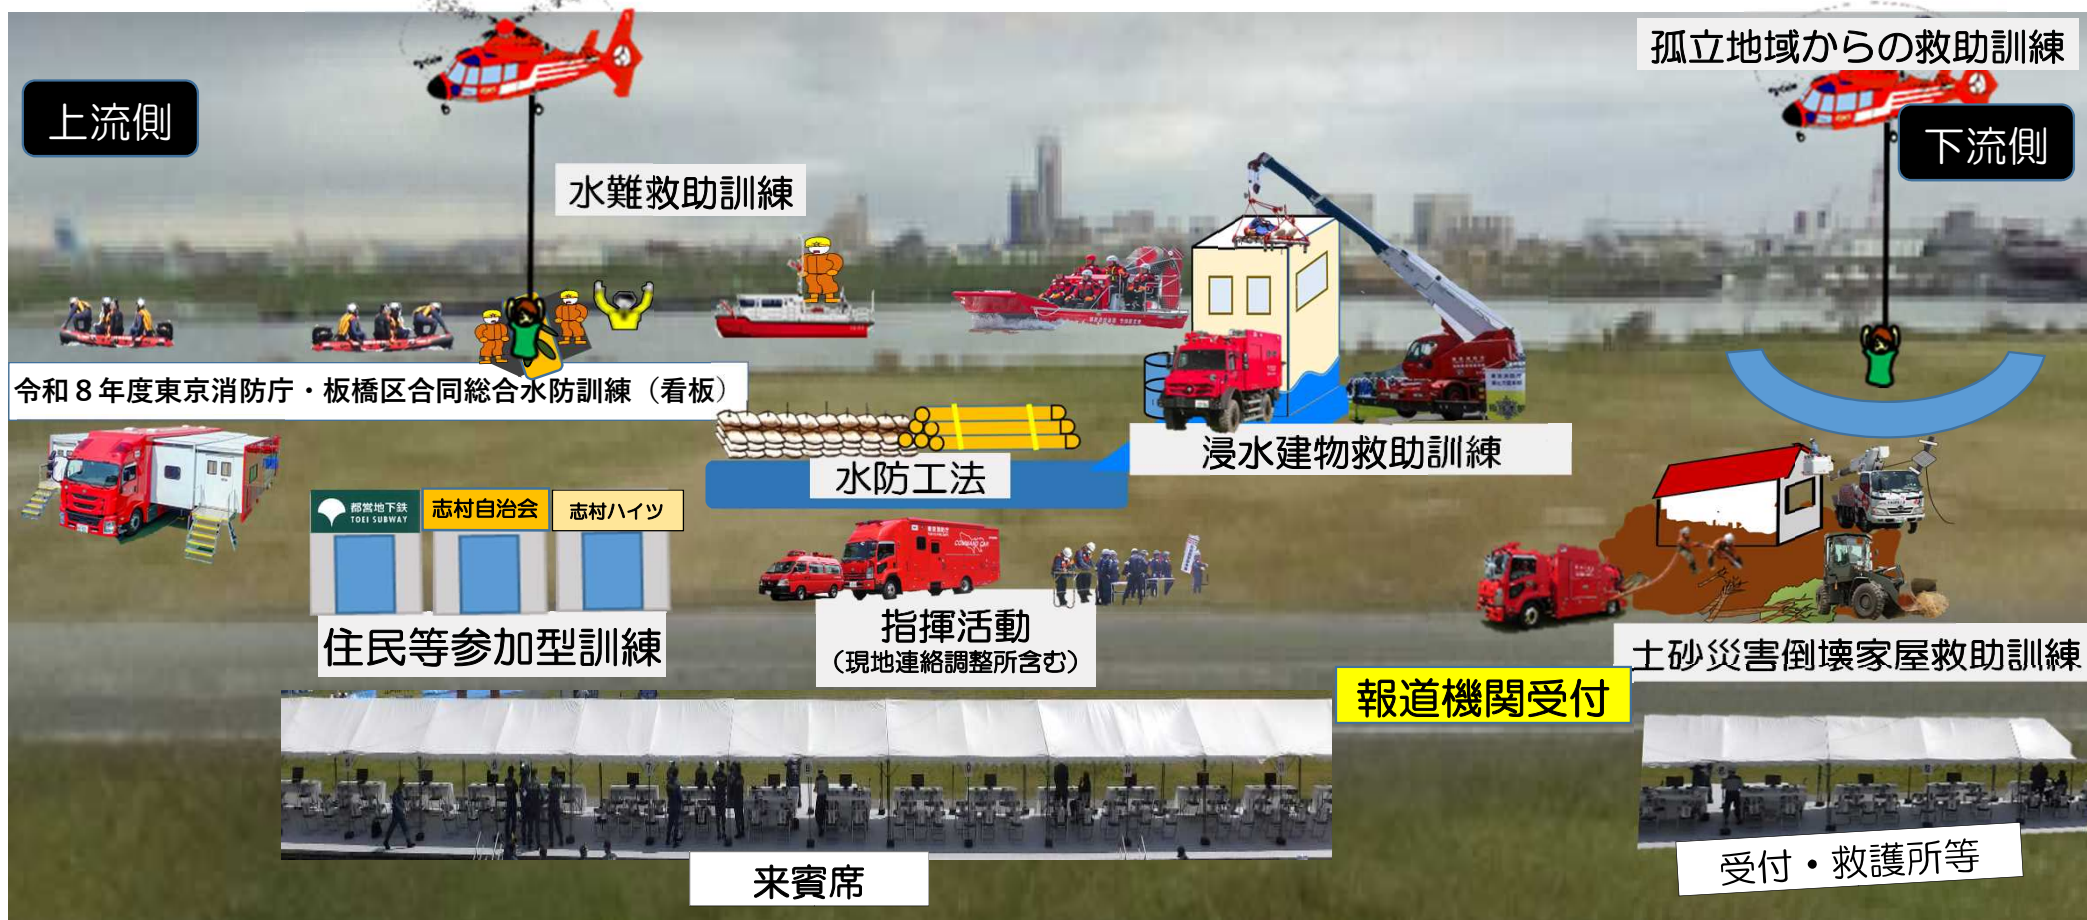 孤立地域からの救助訓練
上流側
下流側
水難救助訓練
令和８年度東京消防庁・板橋区合同総合水防訓練（看板）
水防工法
浸水建物救助訓練
都営地下鉄
TOEI SUBWAY
志村自治会
志村ハイツ
COMMAND CAR
住民等参加型訓練
指揮活動
（現地連絡調整所含む）
土砂災害倒壊家屋救助訓練
報道機関受付
来賓席
受付・救護所等